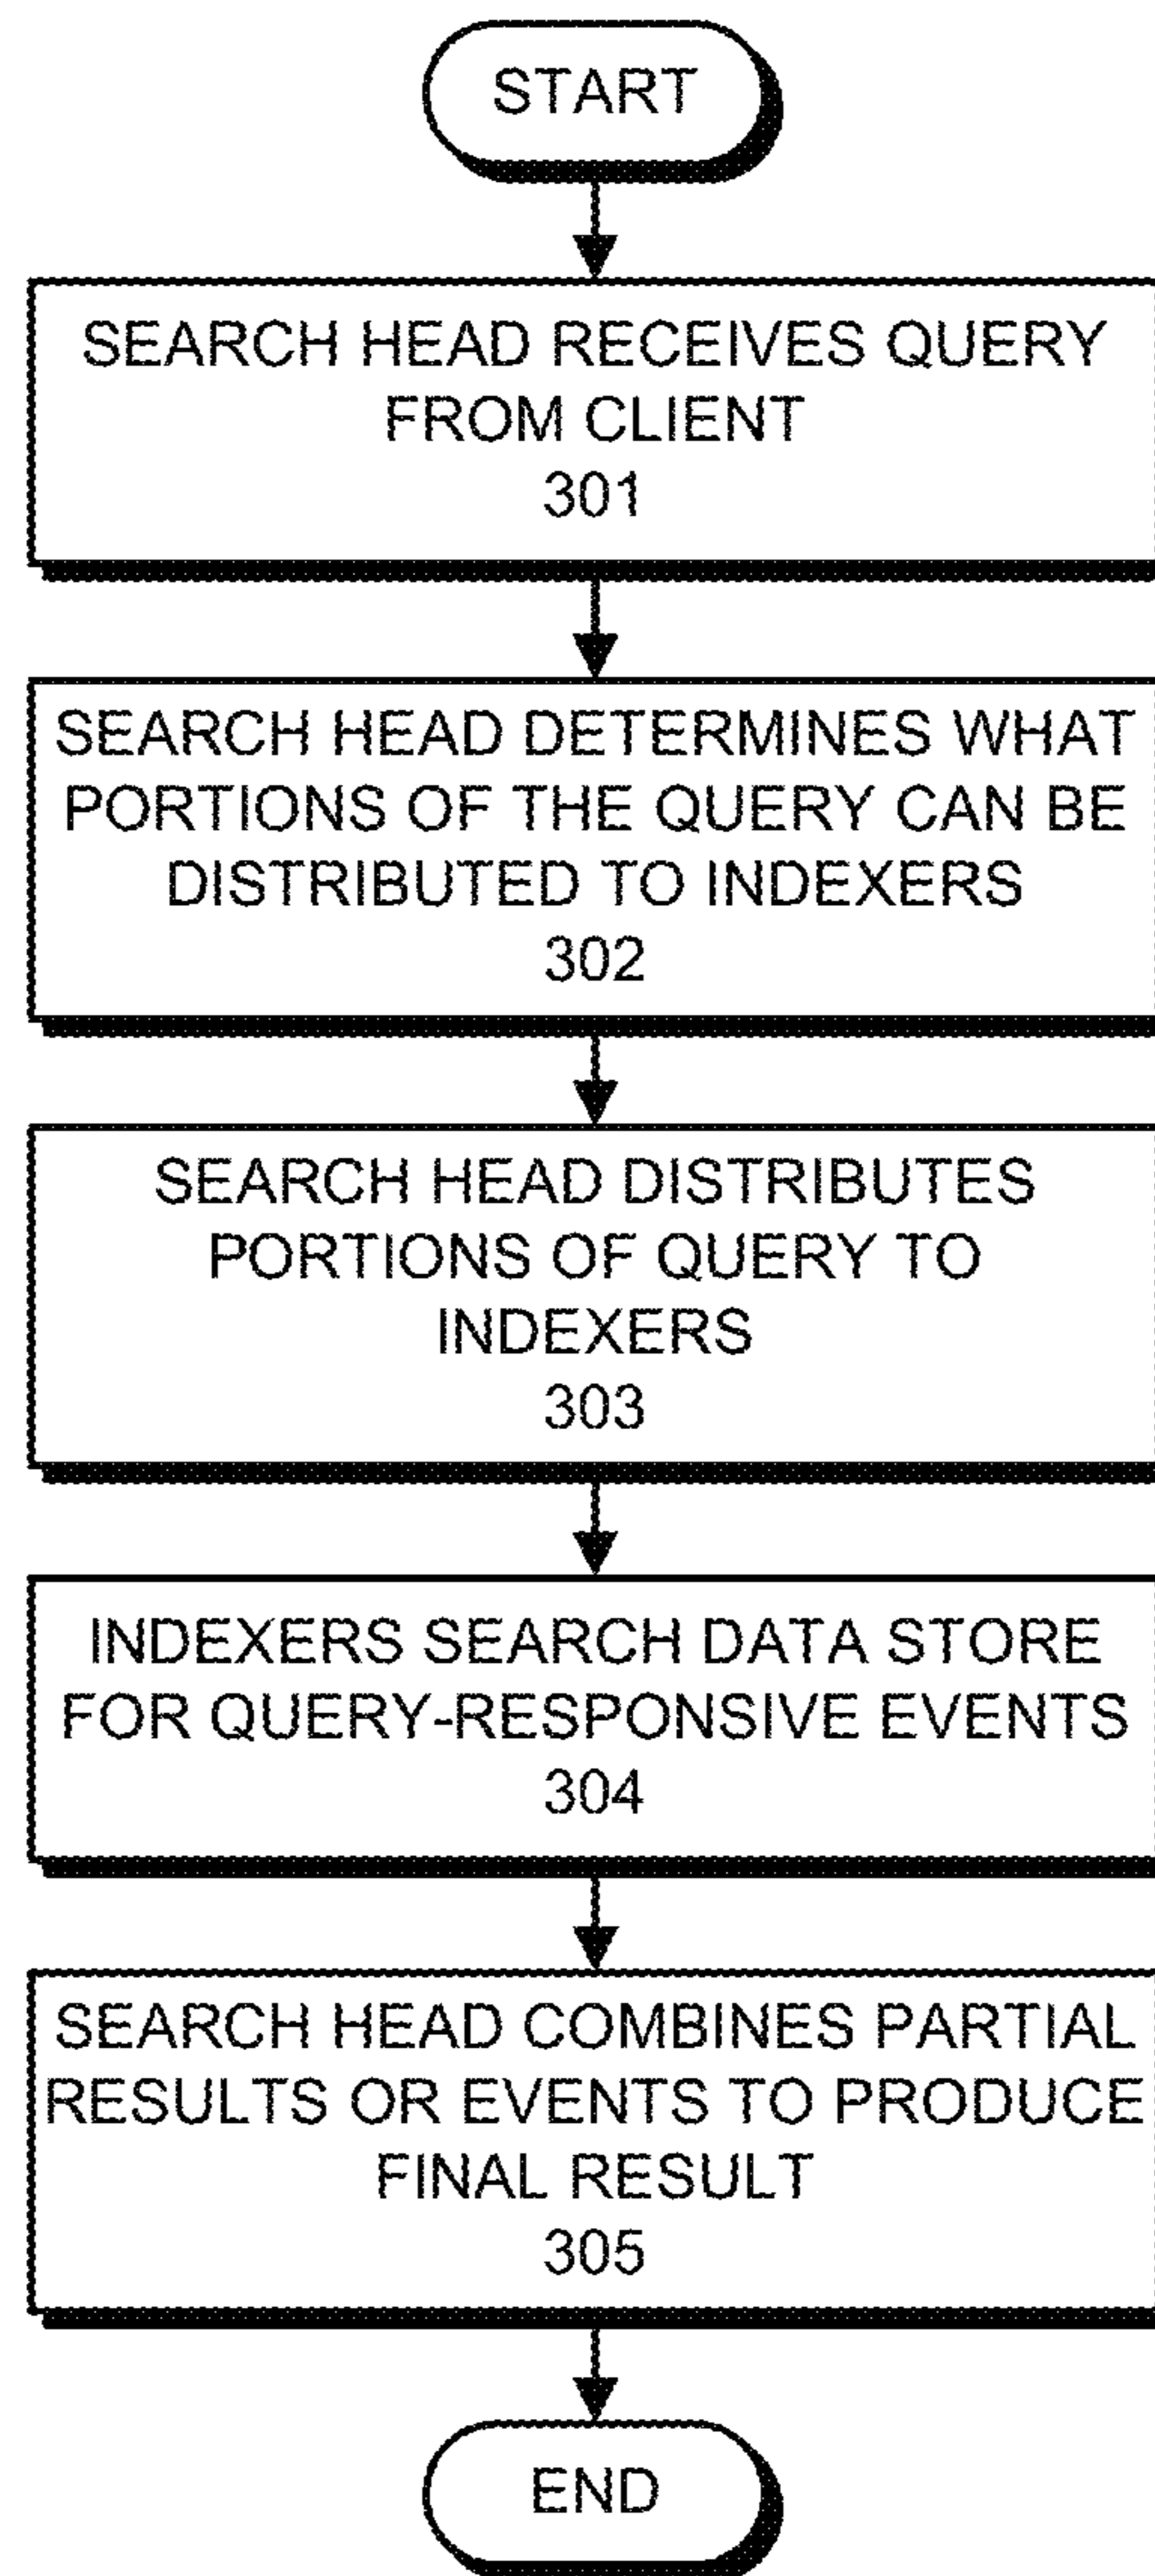 START
SEARCH HEAD RECEIVES QUERY
FROM CLIENT
301
SEARCH HEAD DETERMINES WHAT
PORTIONS OF THE QUERY CAN BE
DISTRIBUTED TO INDEXERS
302
SEARCH HEAD DISTRIBUTES
PORTIONS OF QUERY TO
INDEXERS
303
INDEXERS SEARCH DATA STORE
FOR QUERY-RESPONSIVE EVENTS
304
SEARCH HEAD COMBINES PARTIAL
RESULTS OR EVENTS TO PRODUCE
FINAL RESULT
305
END